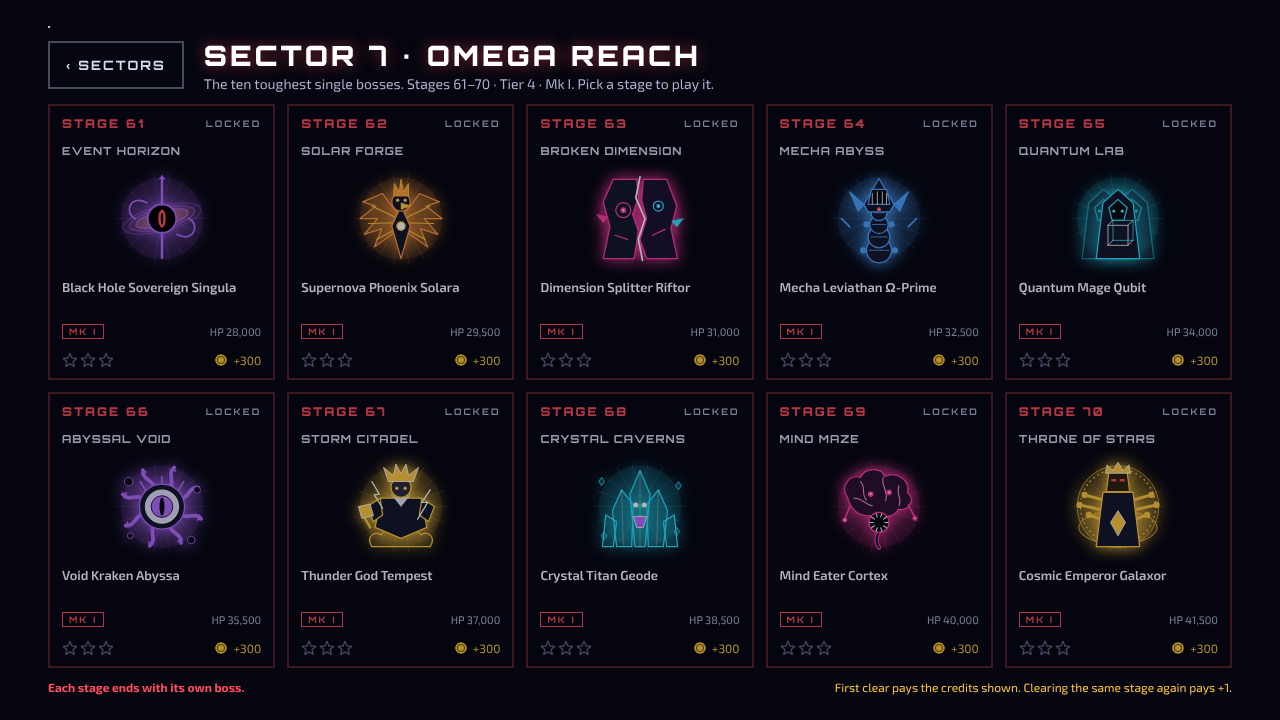 ‹ SECTORS
SECTOR 7 · OMEGA REACH
The ten toughest single bosses. Stages 61–70 · Tier 4 · Mk I. Pick a stage to play it.
STAGE 61 LOCKED
EVENT HORIZON
Black Hole Sovereign Singula
MK I HP 28,000
+300
STAGE 62 LOCKED
SOLAR FORGE
Supernova Phoenix Solara
MK I HP 29,500
+300
STAGE 63 LOCKED
BROKEN DIMENSION
Dimension Splitter Riftor
MK I HP 31,000
+300
STAGE 64 LOCKED
MECHA ABYSS
Mecha Leviathan Ω-Prime
MK I HP 32,500
+300
STAGE 65 LOCKED
QUANTUM LAB
Quantum Mage Qubit
MK I HP 34,000
+300
STAGE 66 LOCKED
ABYSSAL VOID
Void Kraken Abyssa
MK I HP 35,500
+300
STAGE 67 LOCKED
STORM CITADEL
Thunder God Tempest
MK I HP 37,000
+300
STAGE 68 LOCKED
CRYSTAL CAVERNS
Crystal Titan Geode
MK I HP 38,500
+300
STAGE 69 LOCKED
MIND MAZE
Mind Eater Cortex
MK I HP 40,000
+300
STAGE 70 LOCKED
THRONE OF STARS
Cosmic Emperor Galaxor
MK I HP 41,500
+300
Each stage ends with its own boss.
First clear pays the credits shown. Clearing the same stage again pays +1.